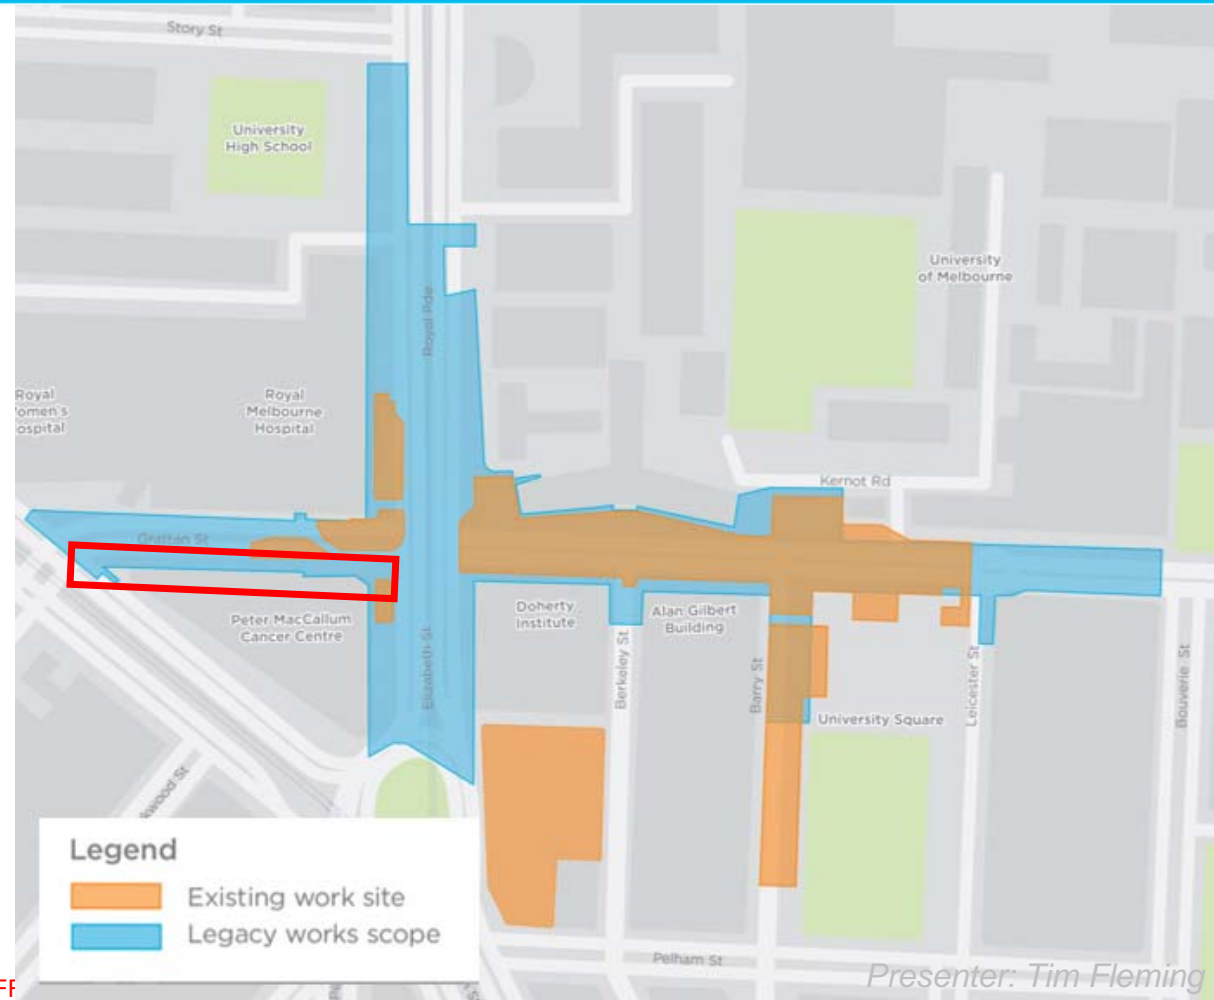 Story St
University
High School
University
of Melbourne
Royal Pde
Royal
Hospital
Royal
Melbourne
Hospital
Kernot Rd
Grattan St
Peter MacCallum
Cancer Centre
Doherty
Institute
Alan Gilbert
Building
Elizabeth St
Berkeley St
Barry St
Leicester St
Bouverie St
University Square
Legend
Existing work site
Legacy works scope
Pelham St
Presenter: Tim Fleming